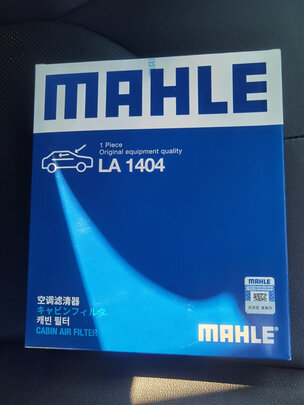 MAHLE
1 Piece
Original equipment quality
LA 1404
空调滤清器
キャビンフィルタ
캐빈 필터
CABIN AIR FILTER
MAHLE
MAHLE